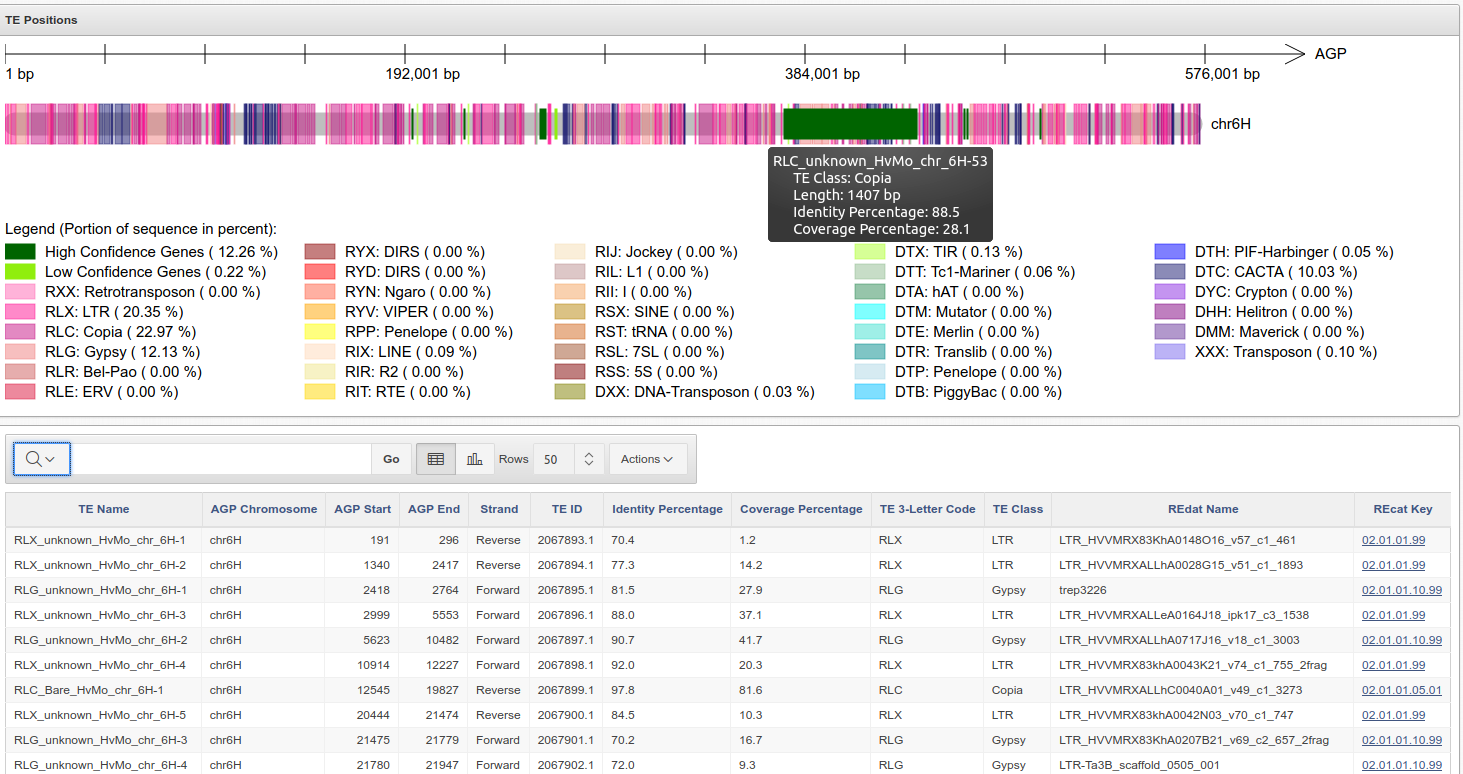 TE Positions
AGP
1 bp 192,001 bp 384,001 bp 576,001 bp
chr6H
RLC_unknown_HvMo_chr_6H-53
TE Class: Copia
Length: 1407 bp
Identity Percentage: 88.5
Coverage Percentage: 28.1
Legend (Portion of sequence in percent):
High Confidence Genes ( 12.26 %) RYX: DIRS ( 0.00 %) RIJ: Jockey ( 0.00 %) DTX: TIR ( 0.13 %) DTH: PIF-Harbinger ( 0.05 %)
Low Confidence Genes ( 0.22 %) RYD: DIRS ( 0.00 %) RIL: L1 ( 0.00 %) DTT: Tc1-Mariner ( 0.06 %) DTC: CACTA ( 10.03 %)
RXX: Retrotransposon ( 0.00 %) RYN: Ngaro ( 0.00 %) RII: I ( 0.00 %) DTA: hAT ( 0.00 %) DYC: Crypton ( 0.00 %)
RLX: LTR ( 20.35 %) RYV: VIPER ( 0.00 %) RSX: SINE ( 0.00 %) DTM: Mutator ( 0.00 %) DHH: Helitron ( 0.00 %)
RLC: Copia ( 22.97 %) RPP: Penelope ( 0.00 %) RST: tRNA ( 0.00 %) DTE: Merlin ( 0.00 %) DMM: Maverick ( 0.00 %)
RLG: Gypsy ( 12.13 %) RIX: LINE ( 0.09 %) RSL: 7SL ( 0.00 %) DTR: Translib ( 0.00 %) XXX: Transposon ( 0.10 %)
RLR: Bel-Pao ( 0.00 %) RIR: R2 ( 0.00 %) RSS: 5S ( 0.00 %) DTP: Penelope ( 0.00 %)
RLE: ERV ( 0.00 %) RIT: RTE ( 0.00 %) DXX: DNA-Transposon ( 0.03 %) DTB: PiggyBac ( 0.00 %)
Go Rows 50 Actions
TE Name AGP Chromosome AGP Start AGP End Strand TE ID Identity Percentage Coverage Percentage TE 3-Letter Code TE Class REdat Name REcat Key
RLX_unknown_HvMo_chr_6H-1 chr6H 191 296 Reverse 2067893.1 70.4 1.2 RLX LTR LTR_HVVMRX83KhA0148O16_v57_c1_461 02.01.01.99
RLX_unknown_HvMo_chr_6H-2 chr6H 1340 2417 Reverse 2067894.1 77.3 14.2 RLX LTR LTR_HVVMRXALLhA0028G15_v51_c1_1893 02.01.01.99
RLG_unknown_HvMo_chr_6H-1 chr6H 2418 2764 Forward 2067895.1 81.5 27.9 RLG Gypsy trep3226 02.01.01.10.99
RLX_unknown_HvMo_chr_6H-3 chr6H 2999 5553 Forward 2067896.1 88.0 37.1 RLX LTR LTR_HVVMRXALLeA0164J18_ipk17_c3_1538 02.01.01.99
RLG_unknown_HvMo_chr_6H-2 chr6H 5623 10482 Forward 2067897.1 90.7 41.7 RLG Gypsy LTR_HVVMRXALLhA0717J16_v18_c1_3003 02.01.01.10.99
RLX_unknown_HvMo_chr_6H-4 chr6H 10914 12227 Forward 2067898.1 92.0 20.3 RLX LTR LTR_HVVMRX83khA0043K21_v74_c1_755_2frag 02.01.01.99
RLC_Bare_HvMo_chr_6H-1 chr6H 12545 19827 Reverse 2067899.1 97.8 81.6 RLC Copia LTR_HVVMRXALLhC0040A01_v49_c1_3273 02.01.01.05.01
RLX_unknown_HvMo_chr_6H-5 chr6H 20444 21474 Reverse 2067900.1 84.5 10.3 RLX LTR LTR_HVVMRX83khA0042N03_v70_c1_747 02.01.01.99
RLG_unknown_HvMo_chr_6H-3 chr6H 21475 21779 Forward 2067901.1 70.2 16.7 RLG Gypsy LTR_HVVMRX83KhA0207B21_v69_c2_657_2frag 02.01.01.10.99
RLG_unknown_HvMo_chr_6H-4 chr6H 21780 21947 Forward 2067902.1 72.0 9.3 RLG Gypsy LTR-Ta3B_scaffold_0505_001 02.01.01.10.99